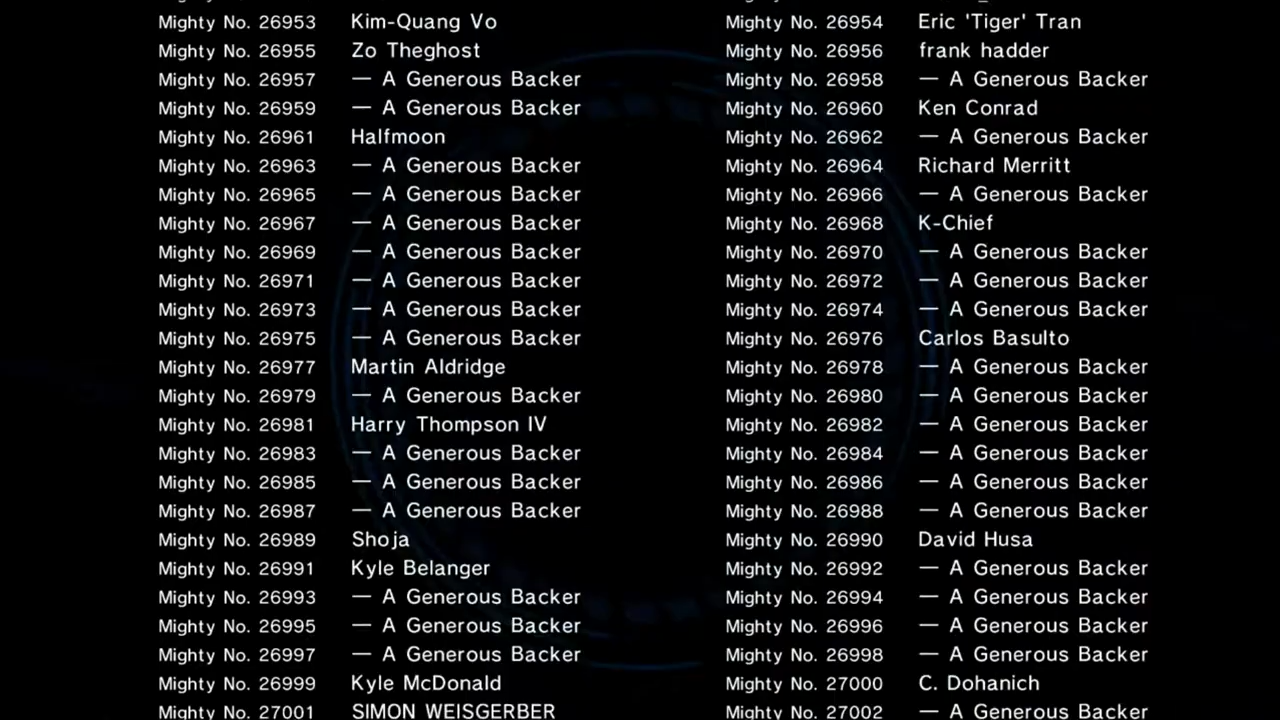 Mighty No. 26953 Kim-Quang Vo Mighty No. 26954 Eric 'Tiger' Tran
Mighty No. 26955 Zo Theghost Mighty No. 26956 frank hadder
Mighty No. 26957 — A Generous Backer Mighty No. 26958 — A Generous Backer
Mighty No. 26959 — A Generous Backer Mighty No. 26960 Ken Conrad
Mighty No. 26961 Halfmoon Mighty No. 26962 — A Generous Backer
Mighty No. 26963 — A Generous Backer Mighty No. 26964 Richard Merritt
Mighty No. 26965 — A Generous Backer Mighty No. 26966 — A Generous Backer
Mighty No. 26967 — A Generous Backer Mighty No. 26968 K-Chief
Mighty No. 26969 — A Generous Backer Mighty No. 26970 — A Generous Backer
Mighty No. 26971 — A Generous Backer Mighty No. 26972 — A Generous Backer
Mighty No. 26973 — A Generous Backer Mighty No. 26974 — A Generous Backer
Mighty No. 26975 — A Generous Backer Mighty No. 26976 Carlos Basulto
Mighty No. 26977 Martin Aldridge Mighty No. 26978 — A Generous Backer
Mighty No. 26979 — A Generous Backer Mighty No. 26980 — A Generous Backer
Mighty No. 26981 Harry Thompson IV Mighty No. 26982 — A Generous Backer
Mighty No. 26983 — A Generous Backer Mighty No. 26984 — A Generous Backer
Mighty No. 26985 — A Generous Backer Mighty No. 26986 — A Generous Backer
Mighty No. 26987 — A Generous Backer Mighty No. 26988 — A Generous Backer
Mighty No. 26989 Shoja Mighty No. 26990 David Husa
Mighty No. 26991 Kyle Belanger Mighty No. 26992 — A Generous Backer
Mighty No. 26993 — A Generous Backer Mighty No. 26994 — A Generous Backer
Mighty No. 26995 — A Generous Backer Mighty No. 26996 — A Generous Backer
Mighty No. 26997 — A Generous Backer Mighty No. 26998 — A Generous Backer
Mighty No. 26999 Kyle McDonald Mighty No. 27000 C. Dohanich
Mighty No. 27001 SIMON WEISGERBER Mighty No. 27002 — A Generous Backer